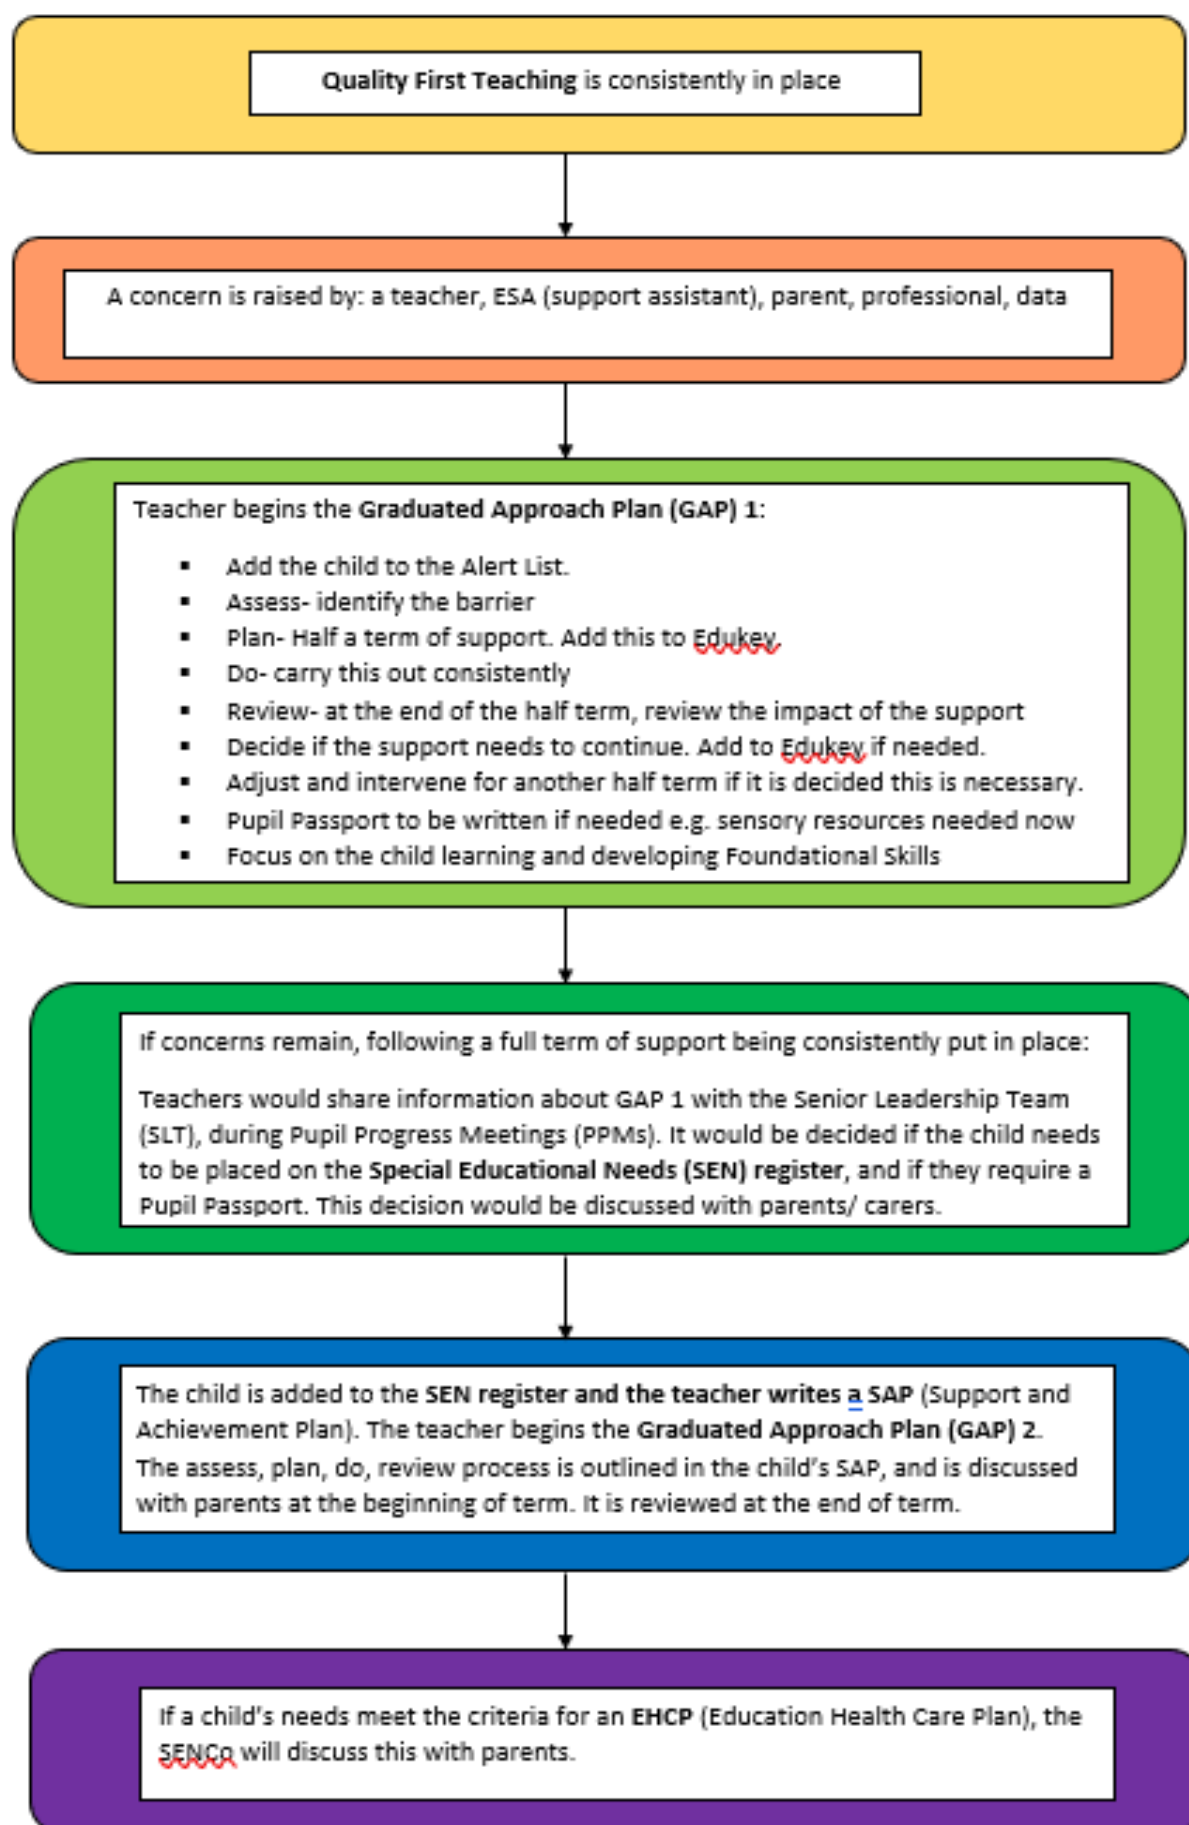 Quality First Teaching is consistently in place
A concern is raised by: a teacher, ESA (support assistant), parent, professional, data
Teacher begins the Graduated Approach Plan (GAP) 1:
▪ Add the child to the Alert List.
▪ Assess- identify the barrier
▪ Plan- Half a term of support. Add this to Edukey.
▪ Do- carry this out consistently
▪ Review- at the end of the half term, review the impact of the support
▪ Decide if the support needs to continue. Add to Edukey if needed.
▪ Adjust and intervene for another half term if it is decided this is necessary.
▪ Pupil Passport to be written if needed e.g. sensory resources needed now
▪ Focus on the child learning and developing Foundational Skills
If concerns remain, following a full term of support being consistently put in place:
Teachers would share information about GAP 1 with the Senior Leadership Team
(SLT), during Pupil Progress Meetings (PPMs). It would be decided if the child needs
to be placed on the Special Educational Needs (SEN) register, and if they require a
Pupil Passport. This decision would be discussed with parents/ carers.
The child is added to the SEN register and the teacher writes a SAP (Support and
Achievement Plan). The teacher begins the Graduated Approach Plan (GAP) 2.
The assess, plan, do, review process is outlined in the child's SAP, and is discussed
with parents at the beginning of term. It is reviewed at the end of term.
If a child's needs meet the criteria for an EHCP (Education Health Care Plan), the
SENCo will discuss this with parents.